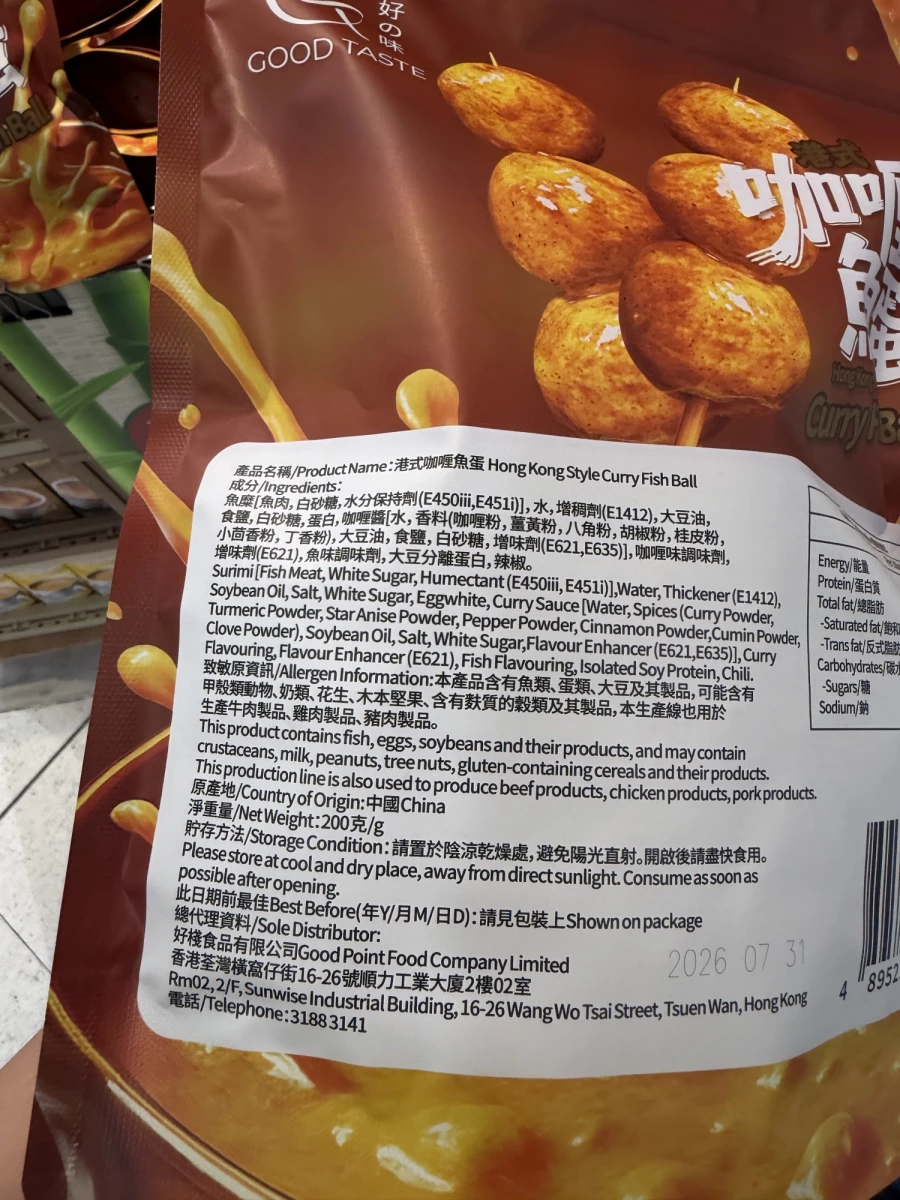 好の味
GOOD TASTE
港式
咖喱
魚
Hong Kong
Curry
產品名稱/Product Name:港式咖喱魚蛋 Hong Kong Style Curry Fish Ball
成分/Ingredients:
魚糜[魚肉, 白砂糖, 水分保持劑(E450iii,E451i)], 水, 增稠劑(E1412), 大豆油,
食鹽, 白砂糖, 蛋白, 咖喱醬[水, 香料(咖喱粉, 薑黃粉, 八角粉, 胡椒粉, 桂皮粉,
小茴香粉, 丁香粉), 大豆油, 食鹽, 白砂糖, 增味劑(E621,E635)], 咖喱味調味劑,
增味劑(E621), 魚味調味劑, 大豆分離蛋白, 辣椒。
Surimi [Fish Meat, White Sugar, Humectant (E450iii, E451i)],Water, Thickener (E1412),
Soybean Oil, Salt, White Sugar, Eggwhite, Curry Sauce [Water, Spices (Curry Powder,
Turmeric Powder, Star Anise Powder, Pepper Powder, Cinnamon Powder,Cumin Powder,
Clove Powder), Soybean Oil, Salt, White Sugar,Flavour Enhancer (E621,E635)], Curry
Flavouring, Flavour Enhancer (E621), Fish Flavouring, Isolated Soy Protein, Chili.
致敏原資訊/Allergen Information:本產品含有魚類、蛋類、大豆及其製品, 可能含有
甲殼類動物、奶類、花生、木本堅果、含有麩質的穀類及其製品, 本生產線也用於
生產牛肉製品、雞肉製品、豬肉製品。
This product contains fish, eggs, soybeans and their products, and may contain
crustaceans, milk, peanuts, tree nuts, gluten-containing cereals and their products.
This production line is also used to produce beef products, chicken products, pork products.
原產地/Country of Origin:中國China
淨重量/Net Weight:200克/g
貯存方法/Storage Condition:請置於陰涼乾燥處, 避免陽光直射。開啟後請盡快食用。
Please store at cool and dry place, away from direct sunlight. Consume as soon as
possible after opening.
此日期前最佳Best Before(年Y/月M/日D):請見包裝上Shown on package
總代理資料/Sole Distributor:
好棧食品有限公司Good Point Food Company Limited
2026 07 31
香港荃灣橫窩仔街16-26號順力工業大廈2樓02室
Rm02, 2/F, Sunwise Industrial Building, 16-26 Wang Wo Tsai Street, Tsuen Wan, Hong Kong
電話/Telephone:3188 3141
Energy/能量
Protein/蛋白質
Total fat/總脂肪
-Saturated fat/飽和
-Trans fat/反式脂肪
Carbohydrates/碳水
-Sugars/糖
Sodium/鈉
4 8952